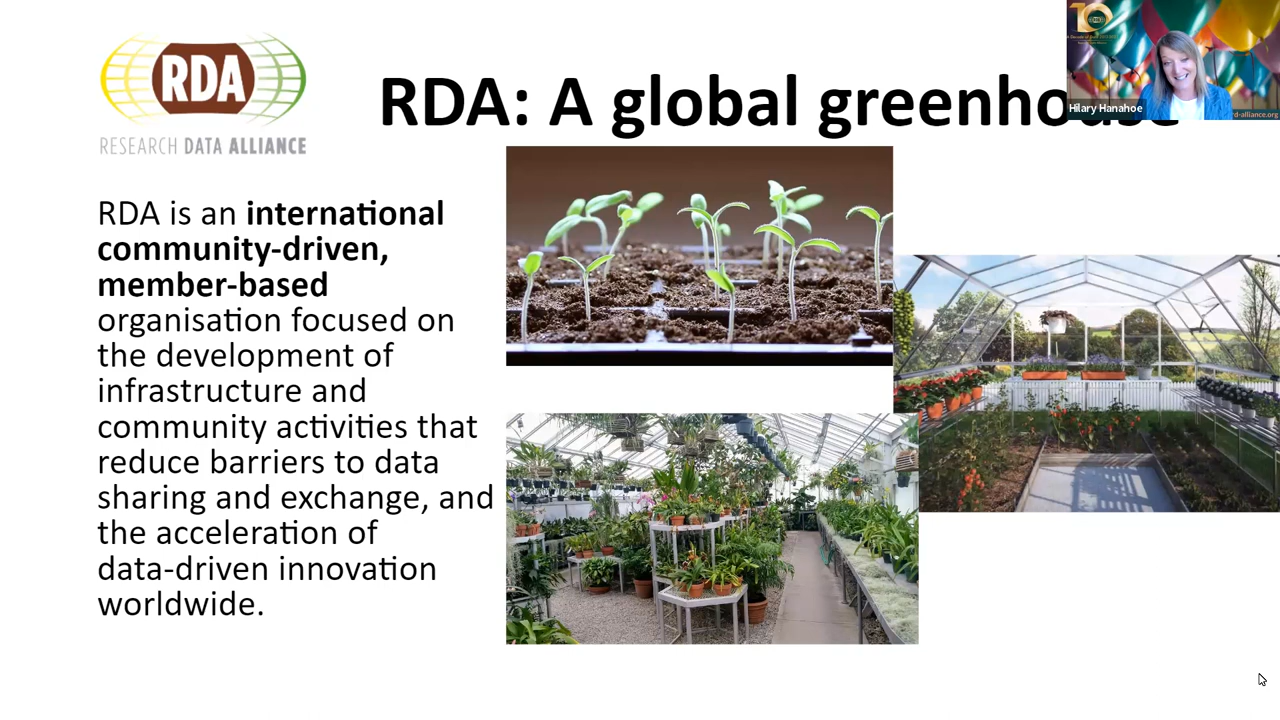 RDA
RESEARCH DATA ALLIANCE
RDA: A global greenhouse
Hilary Hanahoe
10
rd-alliance.org
RDA is an international
community-driven,
member-based
organisation focused on
the development of
infrastructure and
community activities that
reduce barriers to data
sharing and exchange, and
the acceleration of
data-driven innovation
worldwide.